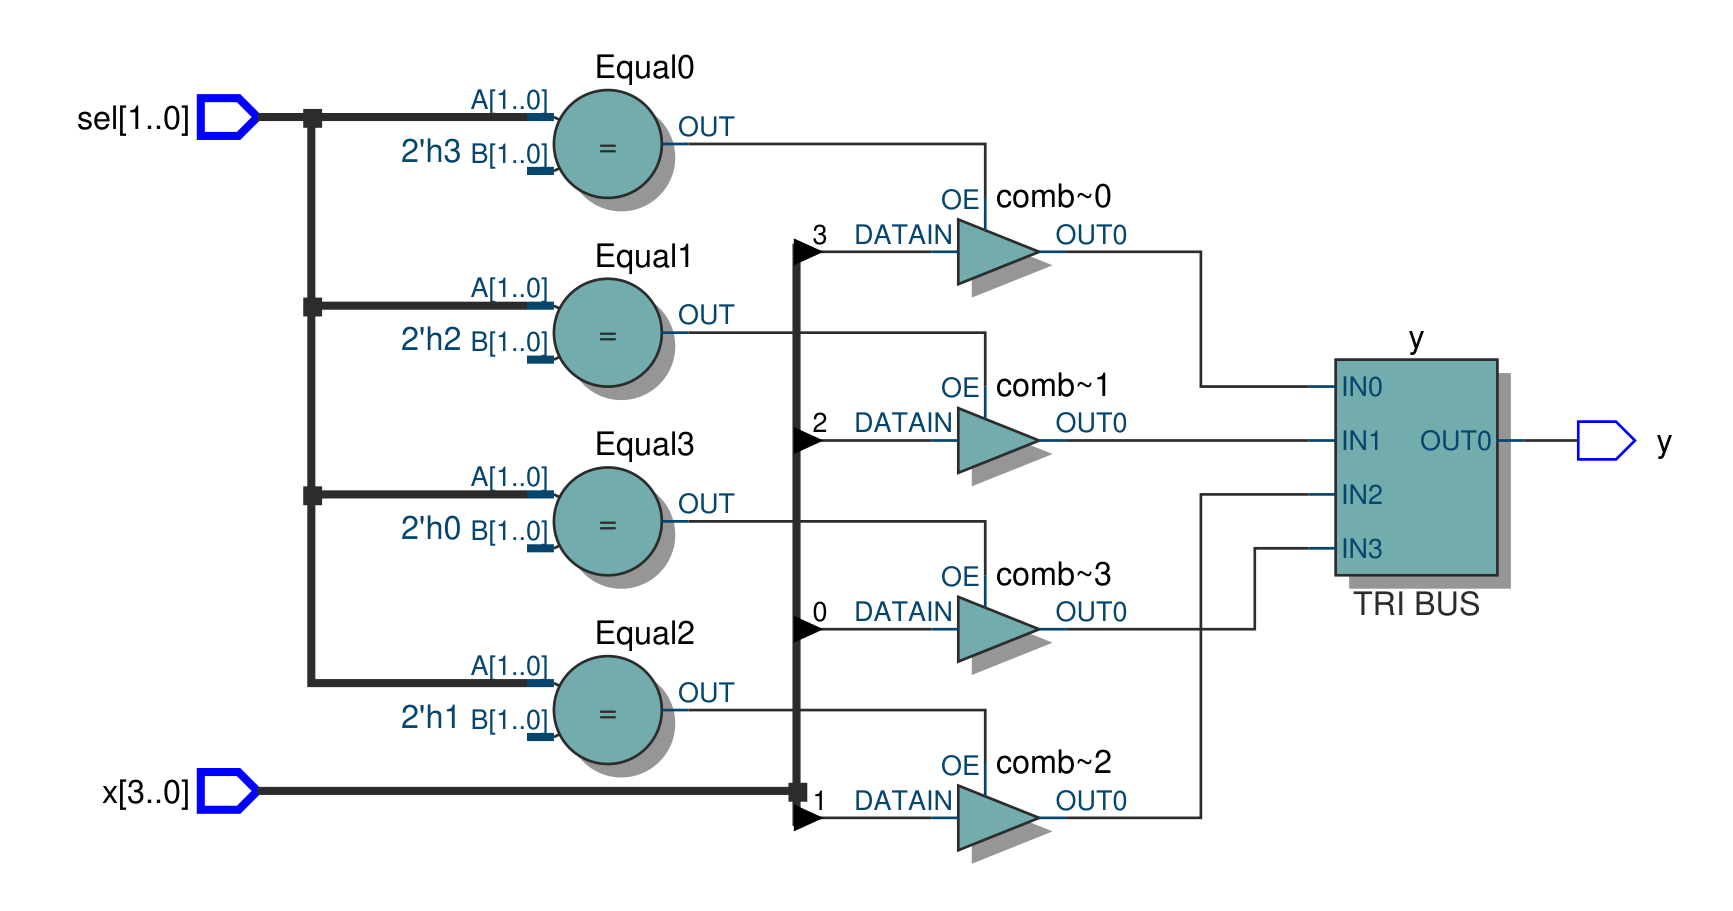 Equal0
sel[1..0]
A[1..0]
2'h3 B[1..0]
=
OUT
OE comb~0
3 DATAIN OUT0
Equal1
A[1..0]
2'h2 B[1..0]
=
OUT
OE comb~1
2 DATAIN OUT0
y
IN0
IN1 OUT0
IN2
IN3
TRI BUS
y
Equal3
A[1..0]
2'h0 B[1..0]
=
OUT
OE comb~3
0 DATAIN OUT0
Equal2
A[1..0]
2'h1 B[1..0]
=
OUT
x[3..0]
OE comb~2
1 DATAIN OUT0